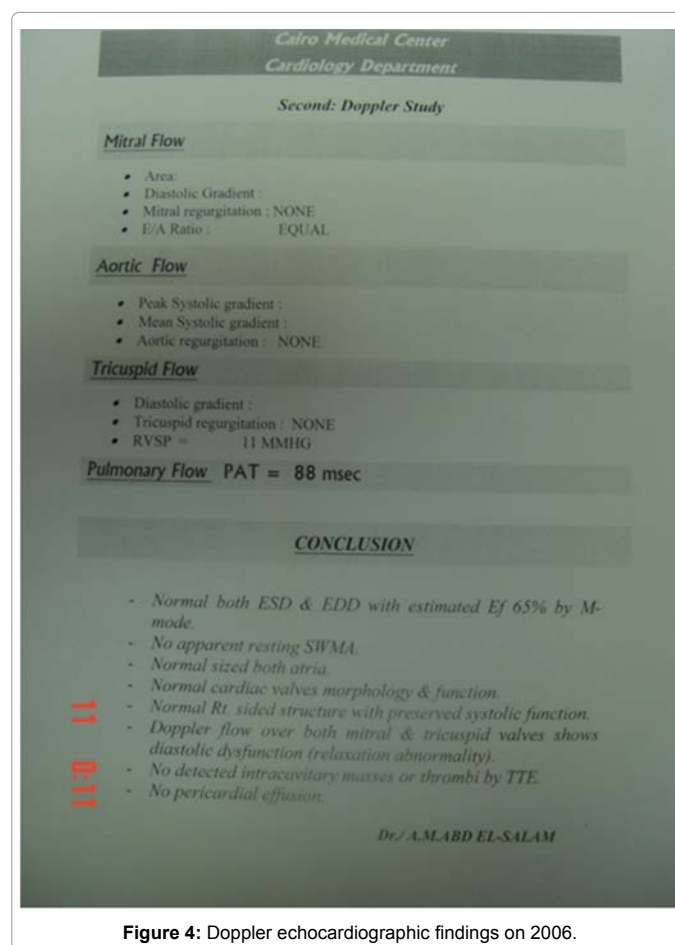 Cairo Medical Center
Cardiology Department
Second: Doppler Study
Mitral Flow
• Area:
• Diastolic Gradient :
• Mitral regurgitation : NONE
• E/A Ratio : EQUAL
Aortic Flow
• Peak Systolic gradient :
• Mean Systolic gradient :
• Aortic regurgitation : NONE
Tricuspid Flow
• Diastolic gradient :
• Tricuspid regurgitation : NONE
• RVSP = 11 MMHG
Pulmonary Flow PAT = 88 msec
CONCLUSION
- Normal both ESD & EDD with estimated Ef 65% by M-
mode.
- No apparent resting SWMA.
- Normal sized both atria.
- Normal cardiac valves morphology & function.
- Normal Rt. sided structure with preserved systolic function.
- Doppler flow over both mitral & tricuspid valves shows
diastolic dysfunction (relaxation abnormality).
- No detected intracavitary masses or thrombi by TTE.
- No pericardial effusion.
11 0:11
Dr./ A.M.ABD EL-SALAM
Figure 4: Doppler echocardiographic findings on 2006.